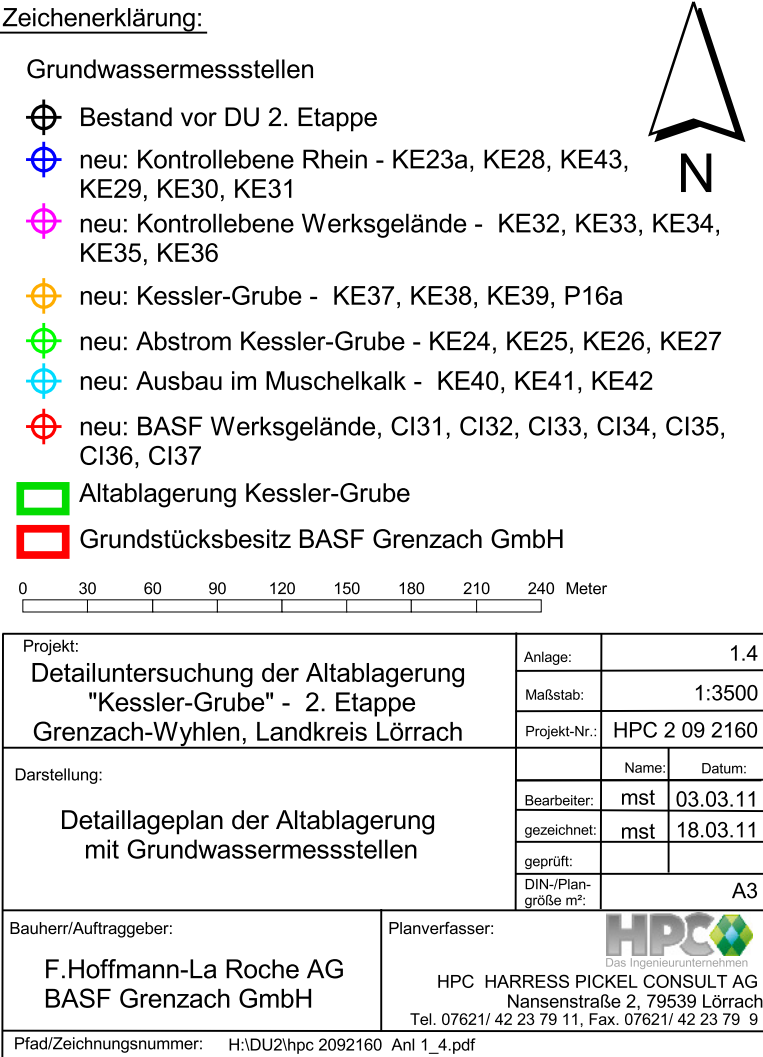 Zeichenerklärung:
N
Grundwassermessstellen
Bestand vor DU 2. Etappe
neu: Kontrollebene Rhein - KE23a, KE28, KE43,
KE29, KE30, KE31
neu: Kontrollebene Werksgelände -  KE32, KE33, KE34,
KE35, KE36
neu: Kessler-Grube -  KE37, KE38, KE39, P16a
neu: Abstrom Kessler-Grube - KE24, KE25, KE26, KE27
neu: Ausbau im Muschelkalk -  KE40, KE41, KE42
neu: BASF Werksgelände, CI31, CI32, CI33, CI34, CI35,
CI36, CI37
Altablagerung Kessler-Grube
Grundstücksbesitz BASF Grenzach GmbH
0 30 60 90 120 150 180 210 240 Meter
Projekt:
Detailuntersuchung der Altablagerung
"Kessler-Grube" -  2. Etappe
Grenzach-Wyhlen, Landkreis Lörrach
Anlage: 1.4
Maßstab: 1:3500
Projekt-Nr.: HPC 2 09 2160
Darstellung:
Detaillageplan der Altablagerung
mit Grundwassermessstellen
Name: Datum:
Bearbeiter: mst 03.03.11
gezeichnet: mst 18.03.11
geprüft:
DIN-/Plan-
größe m²: A3
Bauherr/Auftraggeber:
F.Hoffmann-La Roche AG
BASF Grenzach GmbH
Planverfasser:
HPC
Das Ingenieurunternehmen
HPC  HARRESS PICKEL CONSULT AG
Nansenstraße 2, 79539 Lörrach
Tel. 07621/ 42 23 79 11, Fax. 07621/ 42 23 79  9
Pfad/Zeichnungsnummer: H:\DU2\hpc 2092160  Anl 1_4.pdf